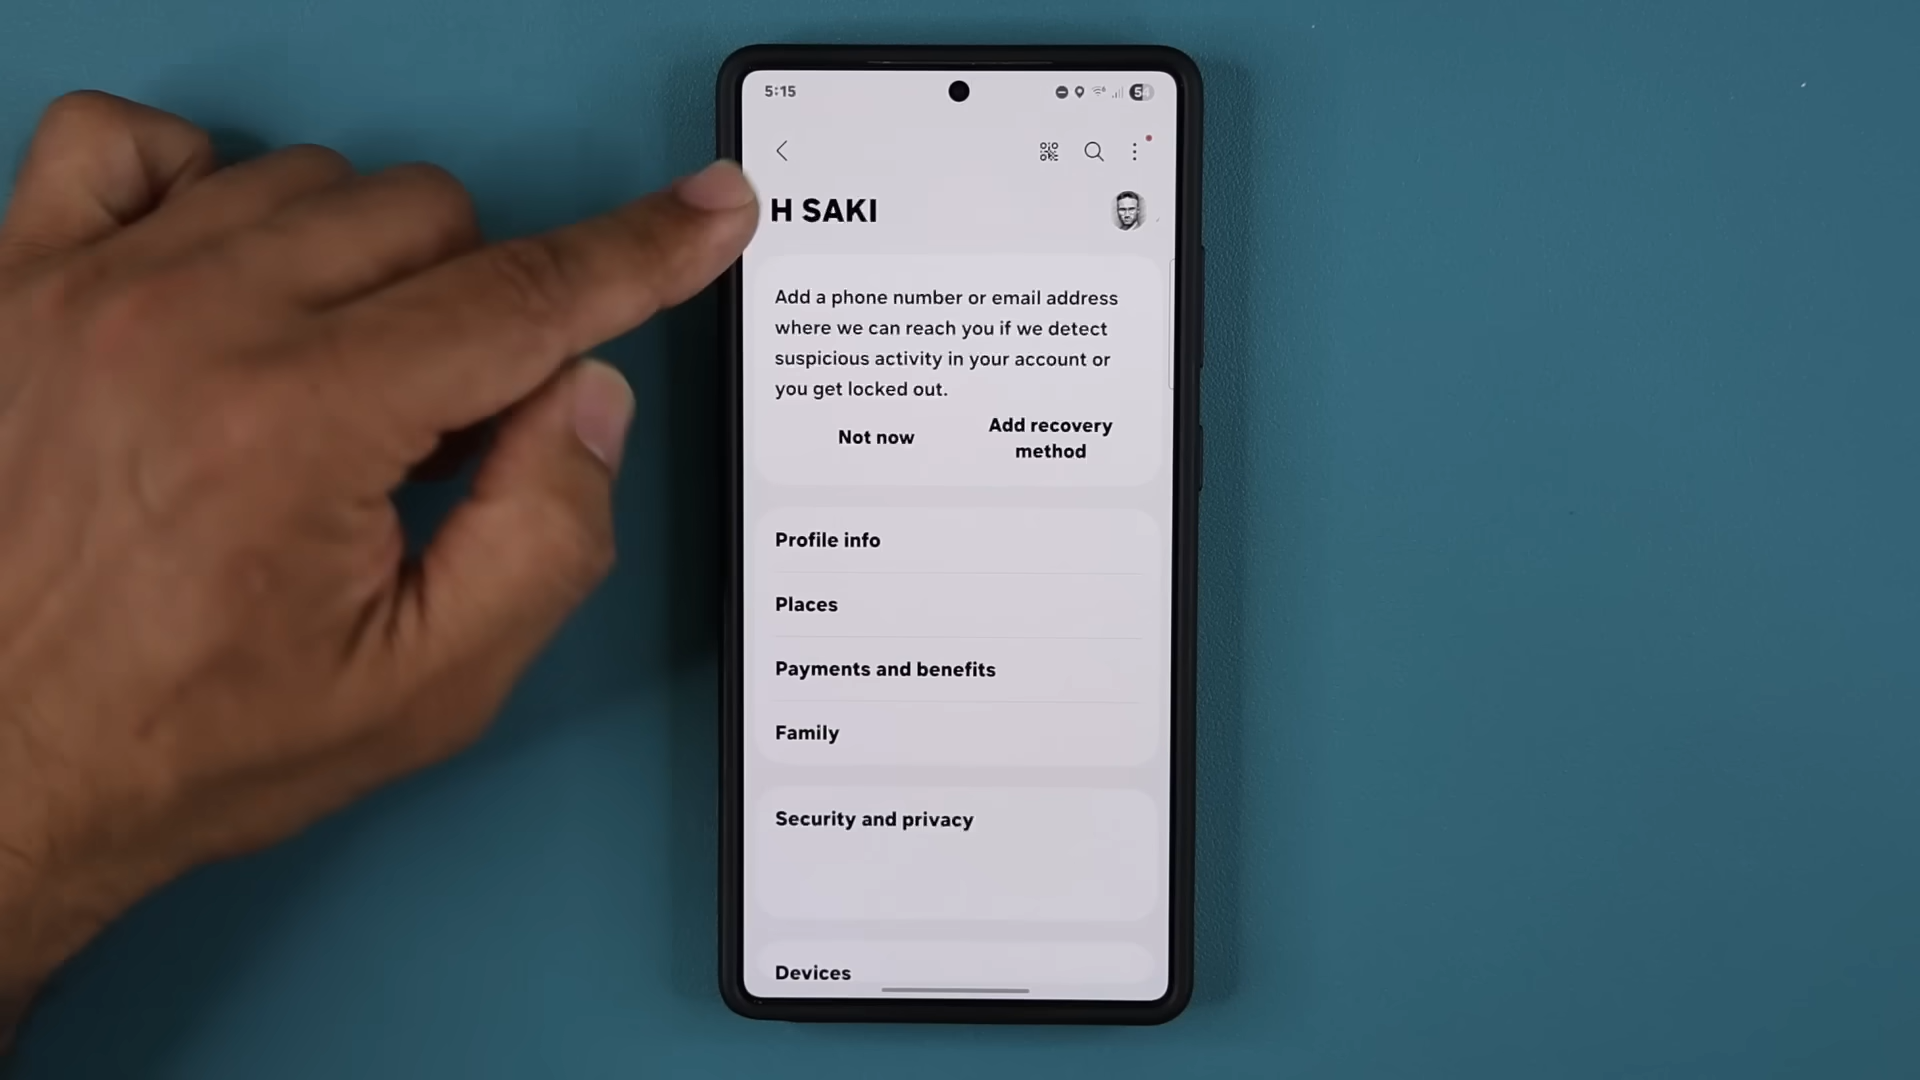 5:15
54
H SAKI
Add a phone number or email address
where we can reach you if we detect
suspicious activity in your account or
you get locked out.
Not now
Add recovery
method
Profile info
Places
Payments and benefits
Family
Security and privacy
Devices